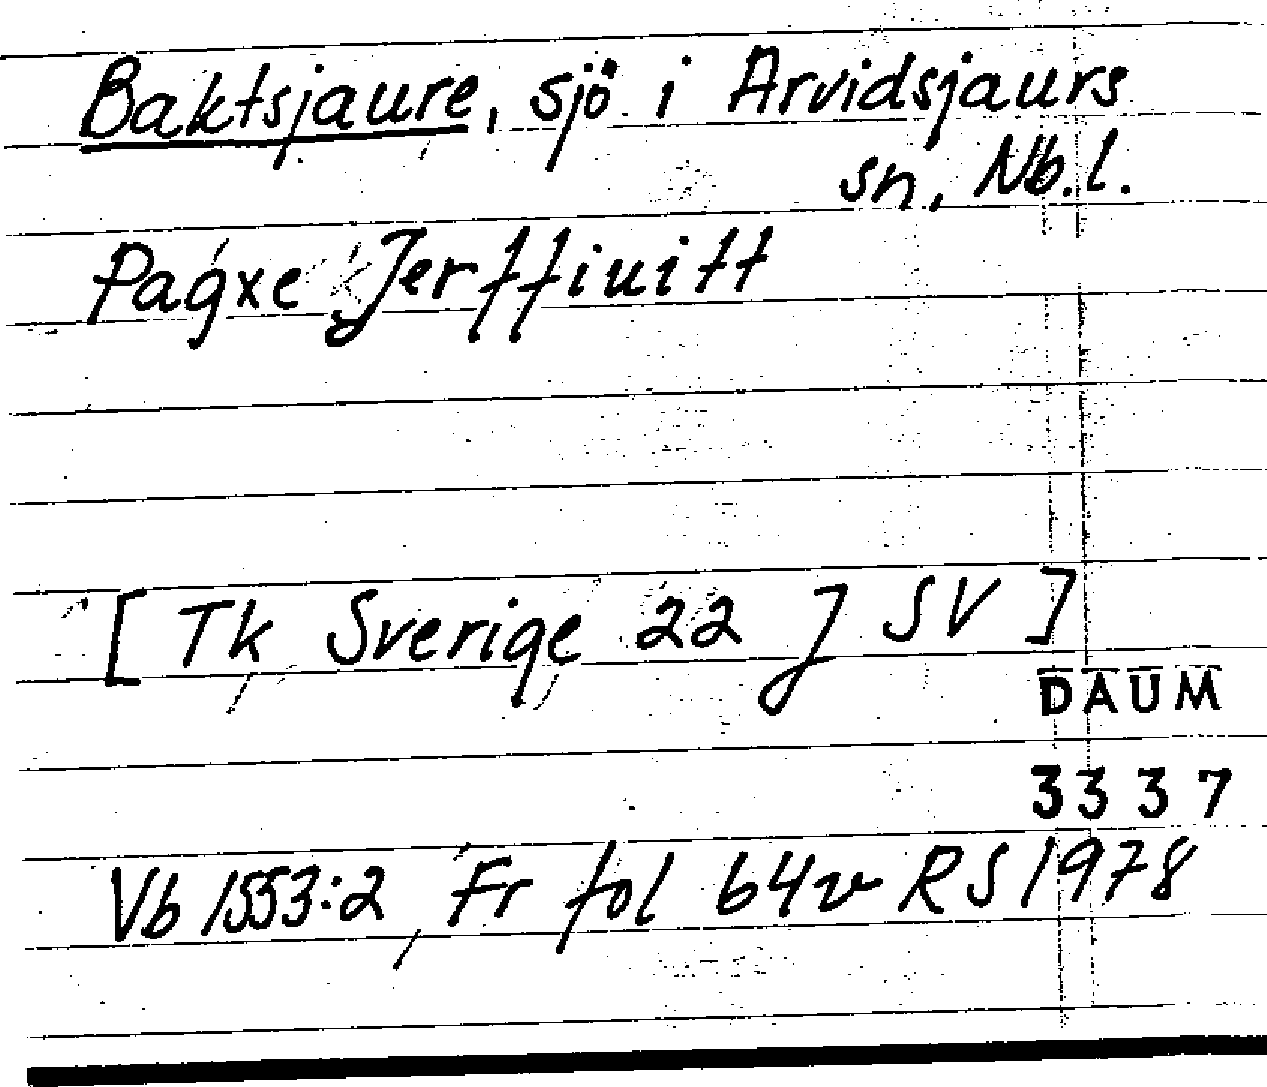 Baktsjaure, sjö i Arvidsjaurs
sn, Nb.l.
Pagxe Jerffiuitt
[ Tk Sverige 22 J SV ]
DAUM
3337
Vb 1553:2, Fr fol 64v RS 1978